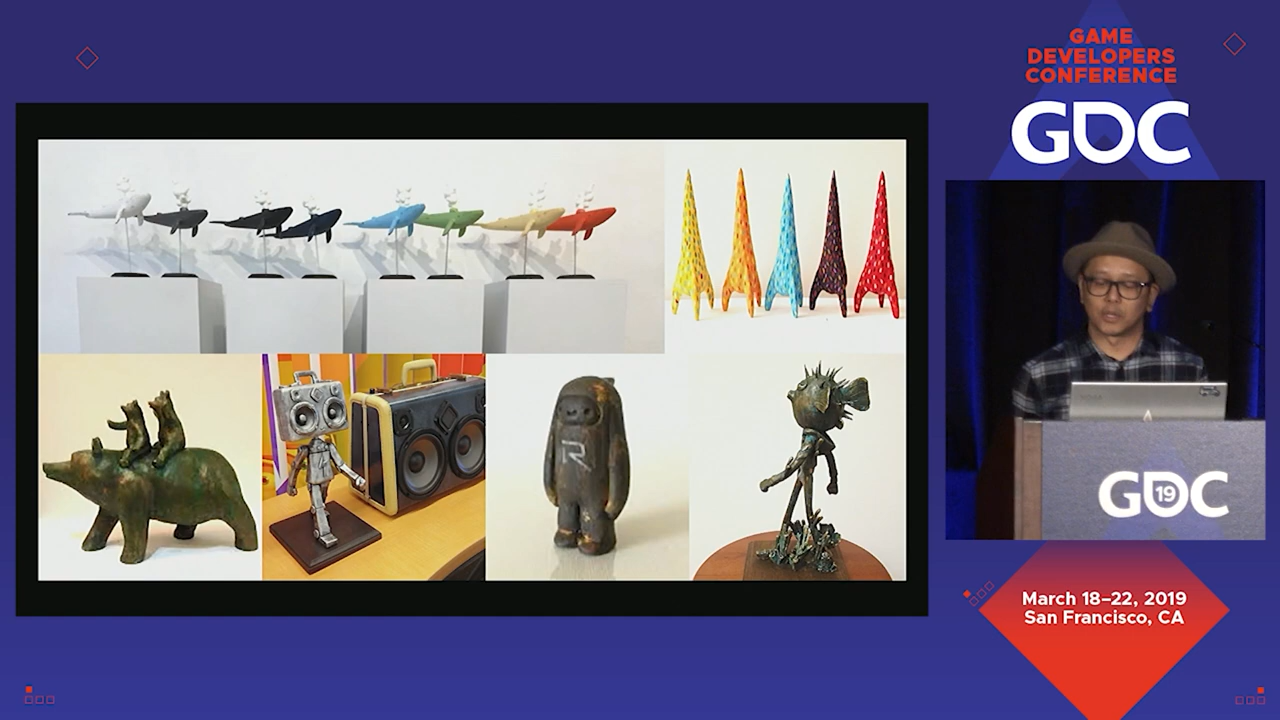 GAME
DEVELOPERS
CONFERENCE
GDC
R
GDC
19
March 18–22, 2019
San Francisco, CA